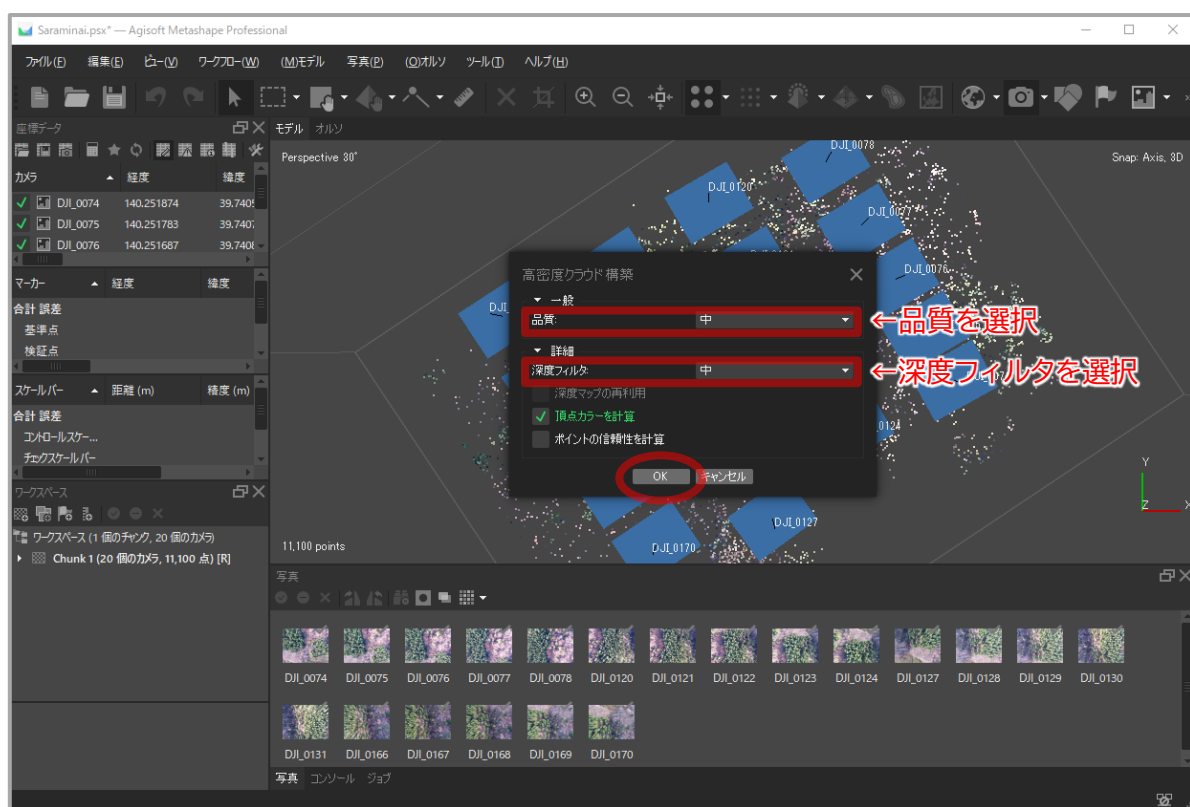 Saraminai.psx* — Agisoft Metashape Professional
ファイル(F) 編集(E) ビュー(V) ワークフロー(W) (M)モデル 写真(P) (O)オルソ ツール(T) ヘルプ(H)
座標データ
カメラ 経度 緯度
DJI_0074 140.251874 39.7405
DJI_0075 140.251783 39.7407
DJI_0076 140.251687 39.7408
マーカー 経度 緯度
合計 誤差
基準点
検証点
スケールバー 距離 (m) 精度 (m)
合計 誤差
コントロールスケー...
チェックスケールバー
ワークスペース
ワークスペース (1 個のチャンク, 20 個のカメラ)
Chunk 1 (20 個のカメラ, 11,100 点) [R]
モデル オルソ
Perspective 30°
Snap: Axis, 3D
DJI_0078
DJI_0120
DJI_0077
DJI_0076
DJI_0127
DJI_0170
11,100 points
Y
Z
X
高密度クラウド構築
一般
品質: 中
←品質を選択
詳細
深度フィルタ: 中
←深度フィルタを選択
深度マップの再利用
頂点カラーを計算
ポイントの信頼性を計算
OK キャンセル
写真
DJI_0074 DJI_0075 DJI_0076 DJI_0077 DJI_0078 DJI_0120 DJI_0121 DJI_0122 DJI_0123 DJI_0124 DJI_0127 DJI_0128 DJI_0129 DJI_0130
DJI_0131 DJI_0166 DJI_0167 DJI_0168 DJI_0169 DJI_0170
写真 コンソール ジョブ